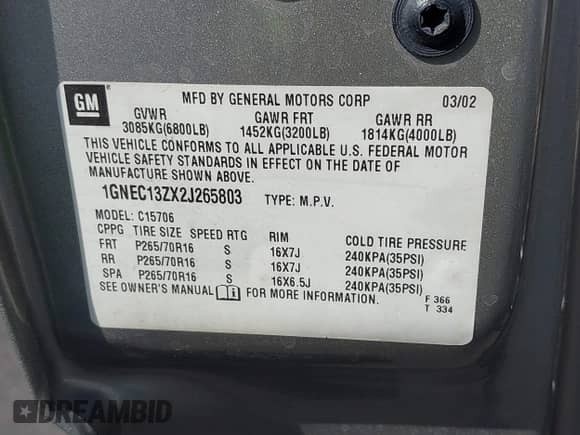 GM
MFD BY GENERAL MOTORS CORP 03/02
GVWR GAWR FRT GAWR RR
3085KG(6800LB) 1452KG(3200LB) 1814KG(4000LB)
THIS VEHICLE CONFORMS TO ALL APPLICABLE U.S. FEDERAL MOTOR
VEHICLE SAFETY STANDARDS IN EFFECT ON THE DATE OF
MANUFACTURE SHOWN ABOVE.
1GNEC13ZX2J265803 TYPE: M.P.V.
MODEL: C15706
CPPG TIRE SIZE SPEED RTG RIM COLD TIRE PRESSURE
FRT P265/70R16 S 16X7J 240KPA(35PSI)
RR P265/70R16 S 16X7J 240KPA(35PSI)
SPA P265/70R16 S 16X6.5J 240KPA(35PSI)
SEE OWNER'S MANUAL FOR MORE INFORMATION.
F 366
T 334
DREAMBID